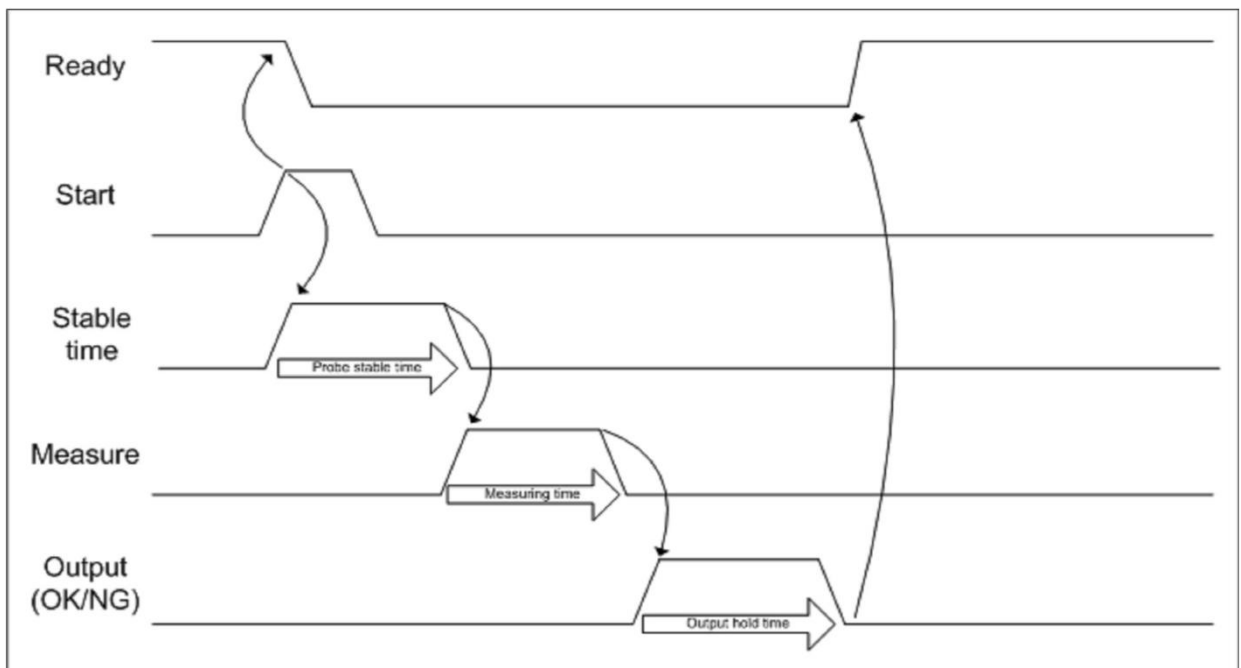 Ready
Start
Stable
time
Probe stable time
Measure
Measuring time
Output
(OK/NG)
Output hold time